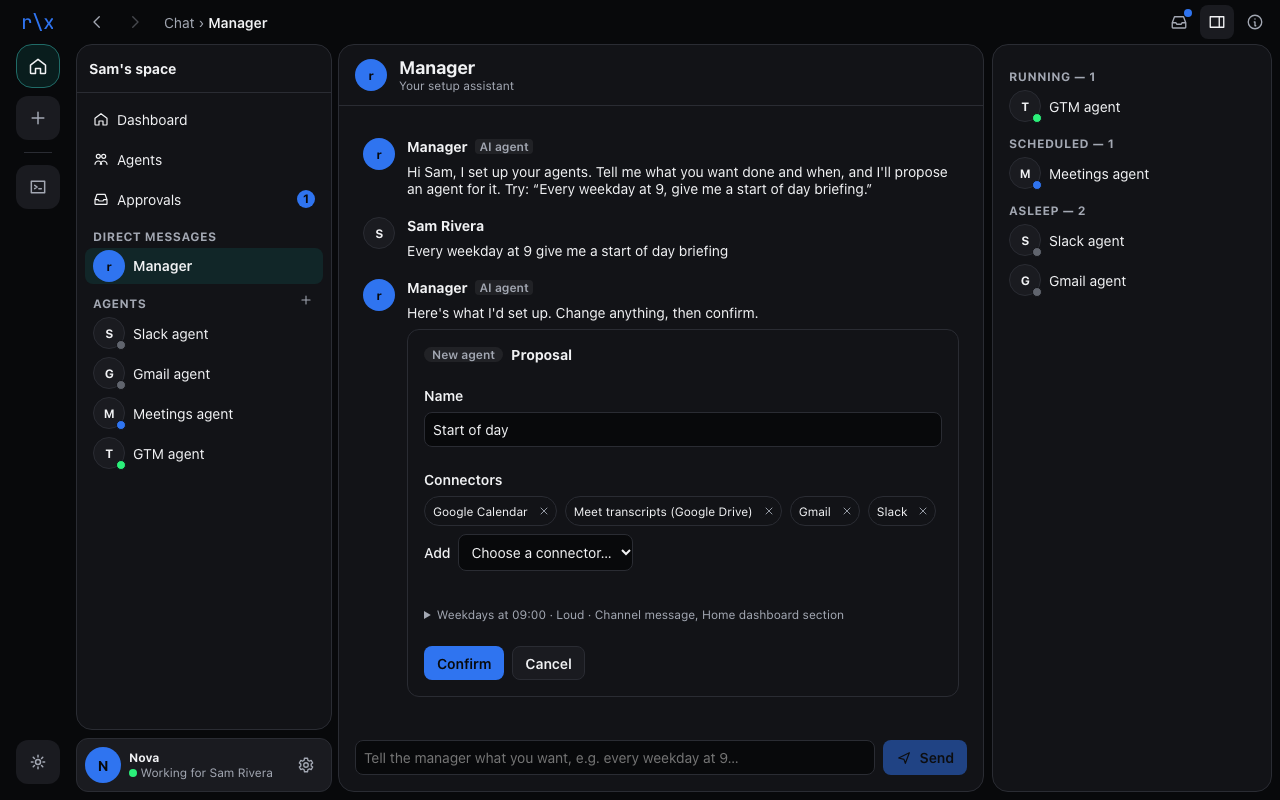 r\x
Chat › Manager
Sam's space
Dashboard
Agents
Approvals
1
DIRECT MESSAGES
r
Manager
AGENTS
S
Slack agent
G
Gmail agent
M
Meetings agent
T
GTM agent
N
Nova
Working for Sam Rivera
r
Manager
Your setup assistant
r
Manager AI agent
Hi Sam, I set up your agents. Tell me what you want done and when, and I'll propose
an agent for it. Try: “Every weekday at 9, give me a start of day briefing.”
S
Sam Rivera
Every weekday at 9 give me a start of day briefing
r
Manager AI agent
Here's what I'd set up. Change anything, then confirm.
New agent Proposal
Name
Start of day
Connectors
Google Calendar × Meet transcripts (Google Drive) × Gmail × Slack ×
Add Choose a connector...
Weekdays at 09:00 · Loud · Channel message, Home dashboard section
Confirm Cancel
Tell the manager what you want, e.g. every weekday at 9...
Send
RUNNING — 1
T
GTM agent
SCHEDULED — 1
M
Meetings agent
ASLEEP — 2
S
Slack agent
G
Gmail agent